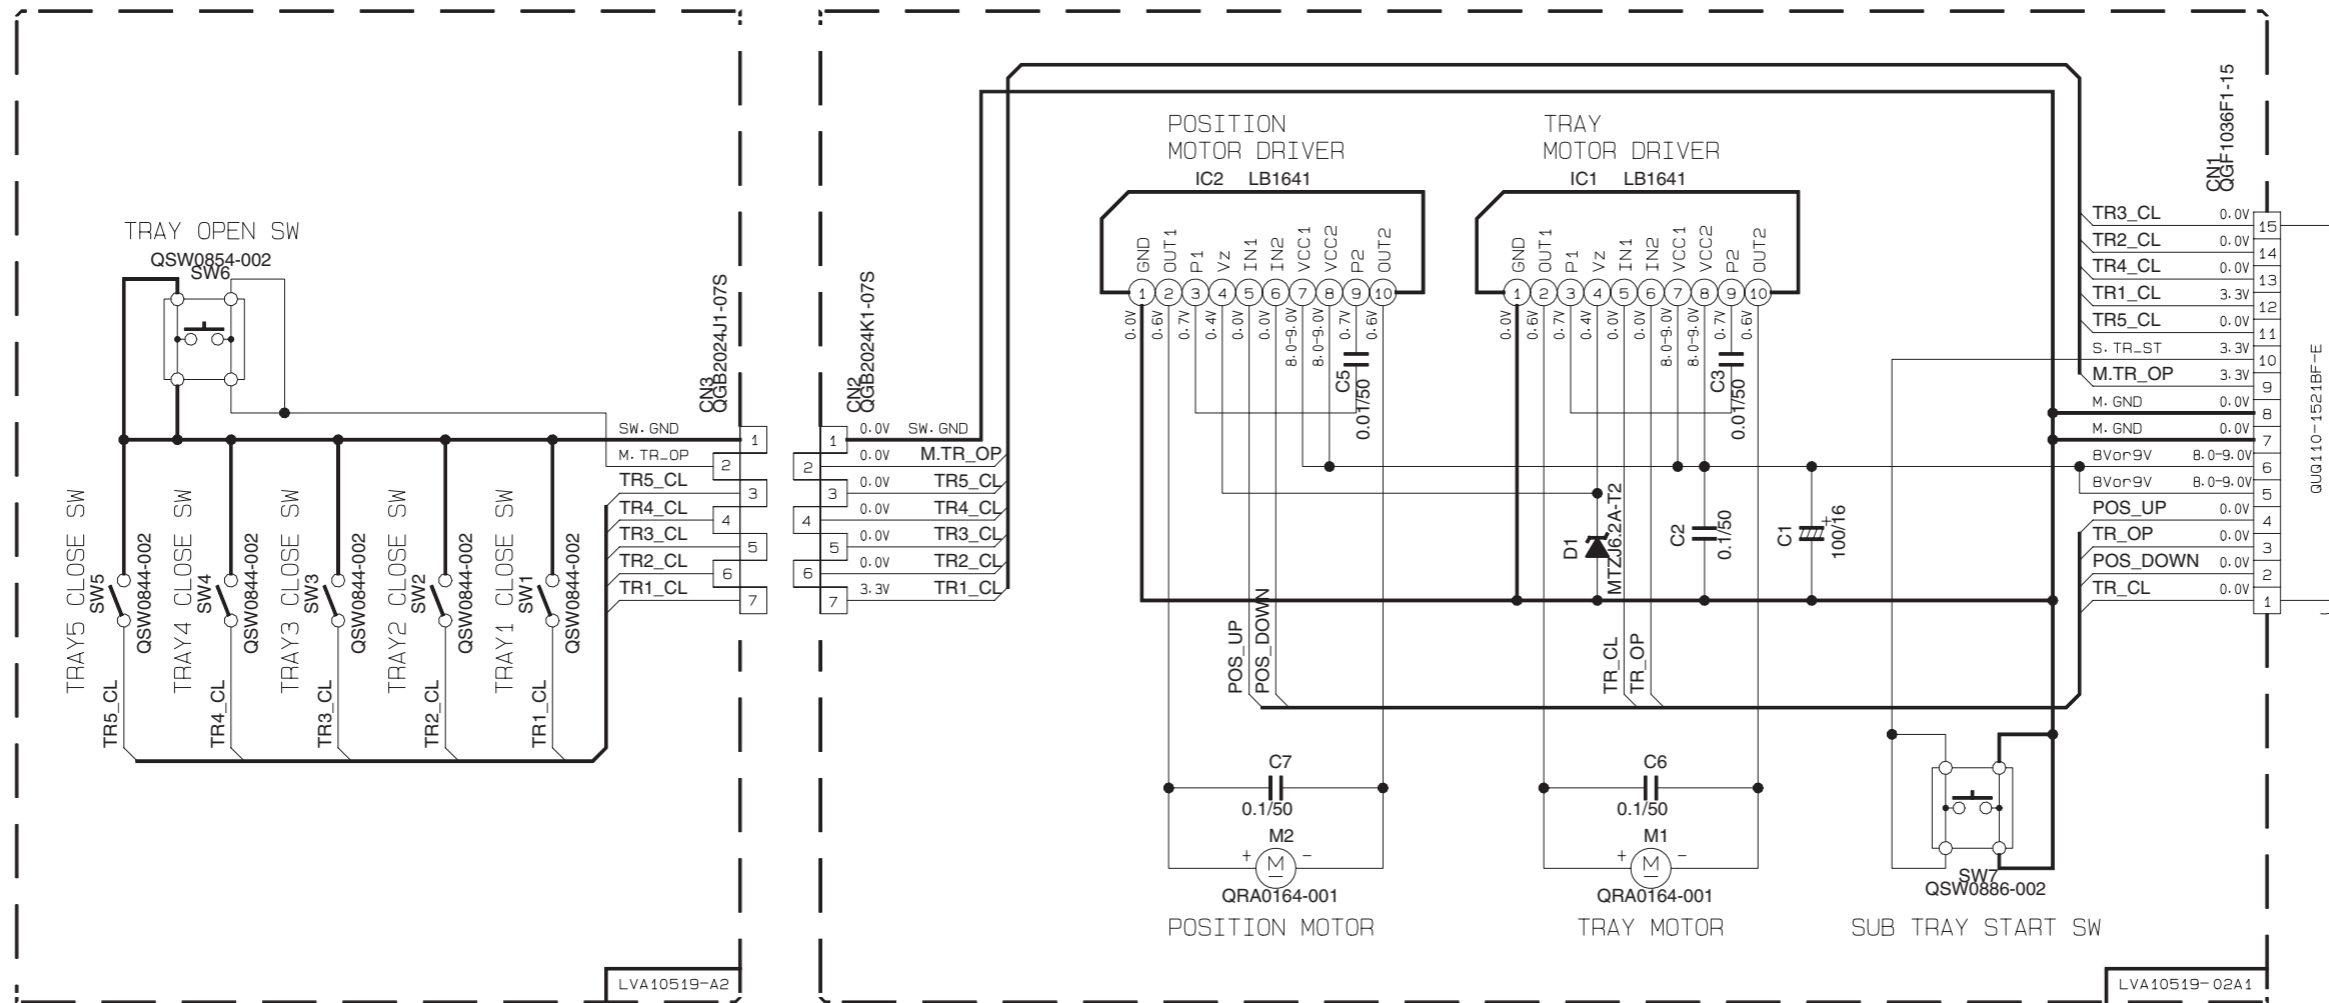 TRAY OPEN SW
QSW0854-002
SW6
TRAY5 CLOSE SW
SW5
QSW0844-002
TRAY4 CLOSE SW
SW4
QSW0844-002
TRAY3 CLOSE SW
SW3
QSW0844-002
TRAY2 CLOSE SW
SW2
QSW0844-002
TRAY1 CLOSE SW
SW1
QSW0844-002
TR5_CL
TR4_CL
TR3_CL
TR2_CL
TR1_CL
CN3
QGB2024J1-07S
SW.GND 1
M.TR_OP 2
TR5_CL 3
TR4_CL 4
TR3_CL 5
TR2_CL 6
TR1_CL 7
LVA10519-A2
CN2
QGB2024K1-07S
1 0.0V SW.GND
2 0.0V M.TR_OP
3 0.0V TR5_CL
4 0.0V TR4_CL
5 0.0V TR3_CL
6 0.0V TR2_CL
7 3.3V TR1_CL
POSITION
MOTOR DRIVER
IC2 LB1641
GND OUT1 P1 Vz IN1 IN2 VCC1 VCC2 P2 OUT2
1 2 3 4 5 6 7 8 9 10
0.0V 0.6V 0.7V 0.4V 0.0V 0.0V 8.0-9.0V 8.0-9.0V 0.7V 0.6V
C5
0.01/50
TRAY
MOTOR DRIVER
IC1 LB1641
GND OUT1 P1 Vz IN1 IN2 VCC1 VCC2 P2 OUT2
1 2 3 4 5 6 7 8 9 10
0.0V 0.6V 0.7V 0.4V 0.0V 0.0V 8.0-9.0V 8.0-9.0V 0.7V 0.6V
C3
0.01/50
D1
MTZJ6.2A-T2
C2
0.1/50
C1
+
100/16
POS_UP
POS_DOWN
TR_CL
TR_OP
C7
0.1/50
M2
+ M -
QRA0164-001
POSITION MOTOR
C6
0.1/50
M1
+ M -
QRA0164-001
TRAY MOTOR
SW7
QSW0886-002
SUB TRAY START SW
CN1
QGF1036F1-15
TR3_CL 0.0V 15
TR2_CL 0.0V 14
TR4_CL 0.0V 13
TR1_CL 3.3V 12
TR5_CL 0.0V 11
S.TR_ST 3.3V 10
M.TR_OP 3.3V 9
M.GND 0.0V 8
M.GND 0.0V 7
8Vor9V 8.0-9.0V 6
8Vor9V 8.0-9.0V 5
POS_UP 0.0V 4
TR_OP 0.0V 3
POS_DOWN 0.0V 2
TR_CL 0.0V 1
QUQ110-1521BF-E
LVA10519-02A1